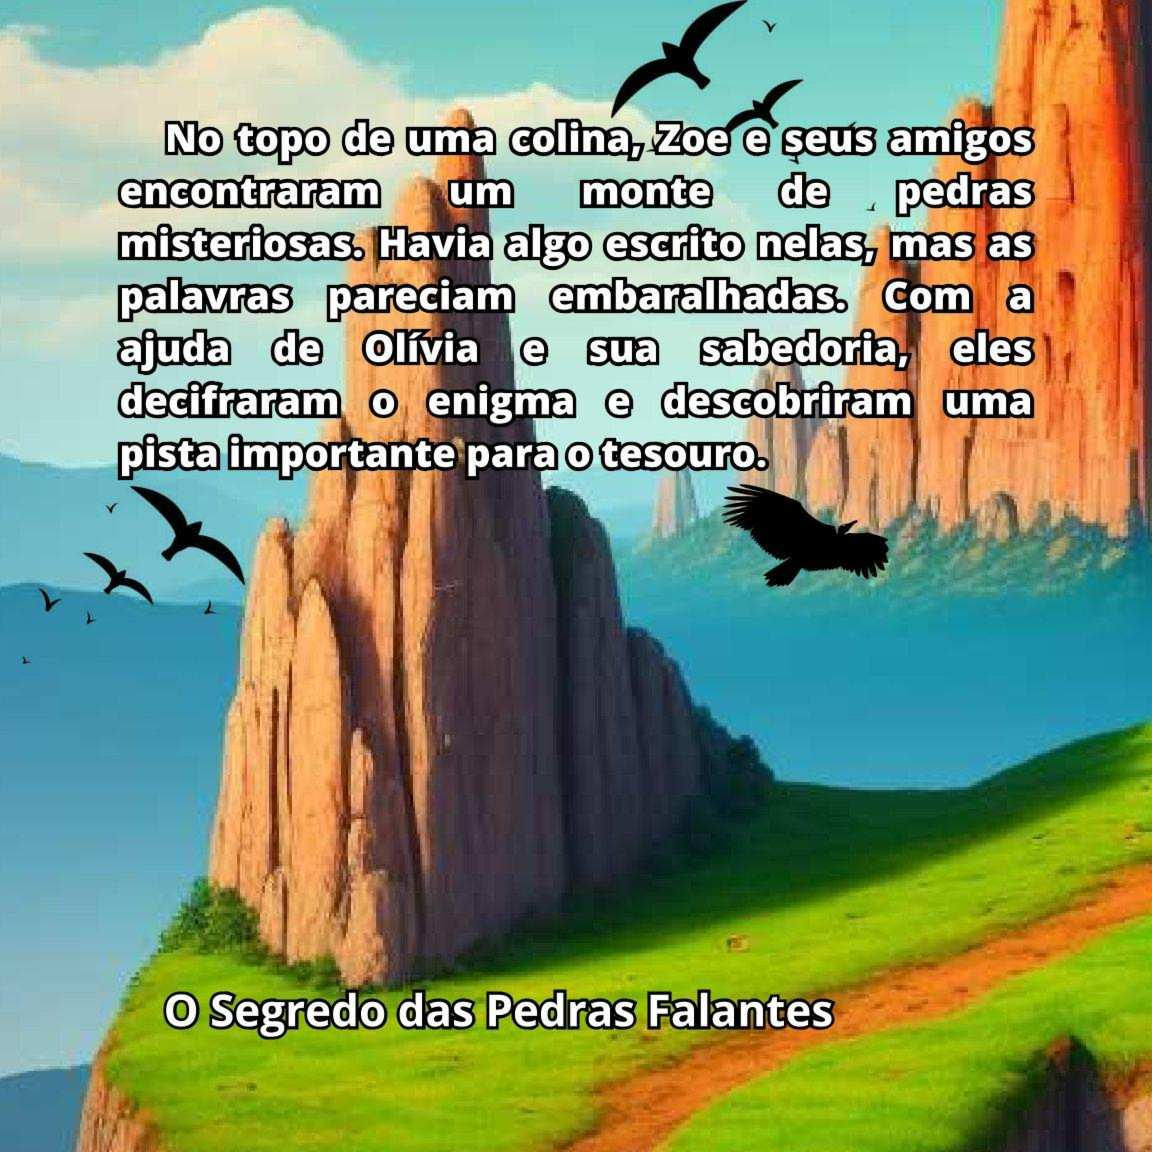 No topo de uma colina, Zoe e seus amigos
encontraram um monte de pedras
misteriosas. Havia algo escrito nelas, mas as
palavras pareciam embaralhadas. Com a
ajuda de Olívia e sua sabedoria, eles
decifraram o enigma e descobriram uma
pista importante para o tesouro.
O Segredo das Pedras Falantes